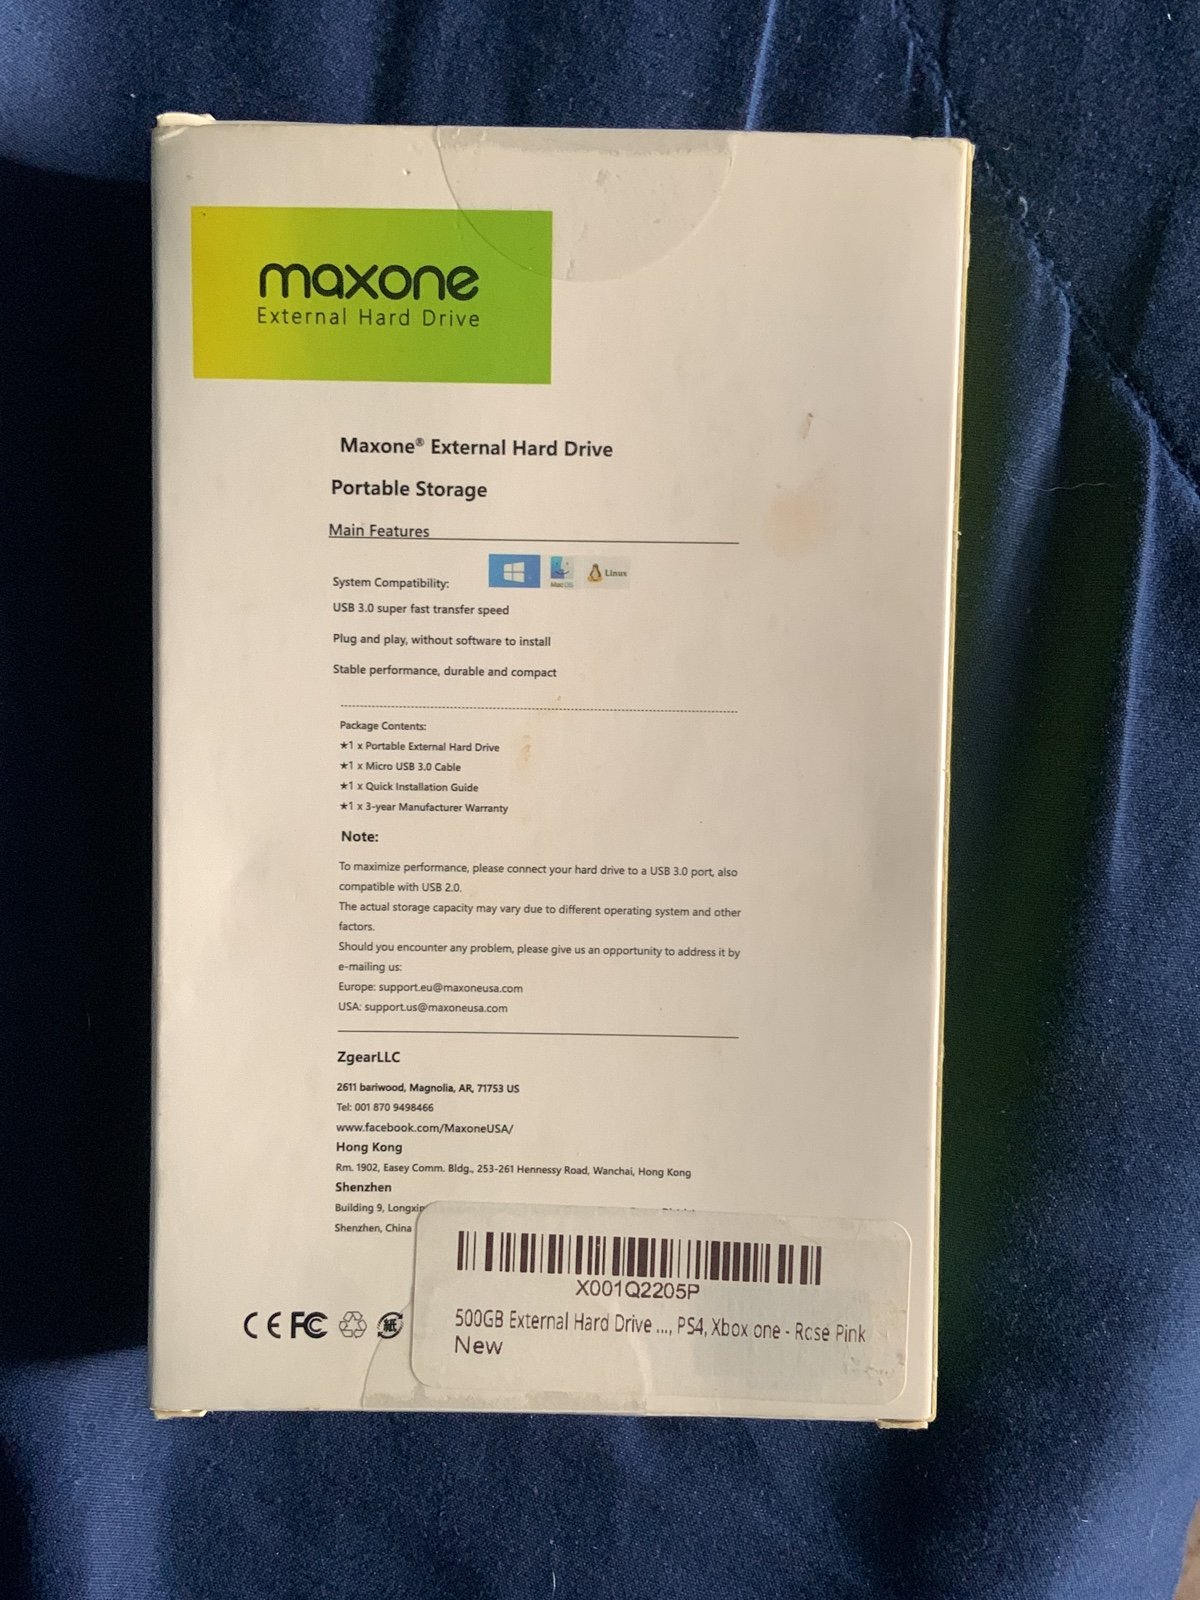 maxone
External Hard Drive
Maxone® External Hard Drive
Portable Storage
Main Features
System Compatibility:
MacOS
Linux
USB 3.0 super fast transfer speed
Plug and play, without software to install
Stable performance, durable and compact
Package Contents:
★1 x Portable External Hard Drive
★1 x Micro USB 3.0 Cable
★1 x Quick Installation Guide
★1 x 3-year Manufacturer Warranty
Note:
To maximize performance, please connect your hard drive to a USB 3.0 port, also
compatible with USB 2.0.
The actual storage capacity may vary due to different operating system and other
factors.
Should you encounter any problem, please give us an opportunity to address it by
e-mailing us:
Europe: support.eu@maxoneusa.com
USA: support.us@maxoneusa.com
ZgearLLC
2611 bariwood, Magnolia, AR, 71753 US
Tel: 001 870 9498466
www.facebook.com/MaxoneUSA/
Hong Kong
Rm. 1902, Easey Comm. Bldg., 253-261 Hennessy Road, Wanchai, Hong Kong
Shenzhen
Building 9,
Shenzhen, China
X001Q2205P
500GB External Hard Drive ..., PS4, Xbox one - Rose Pink
New
CE FC 紙